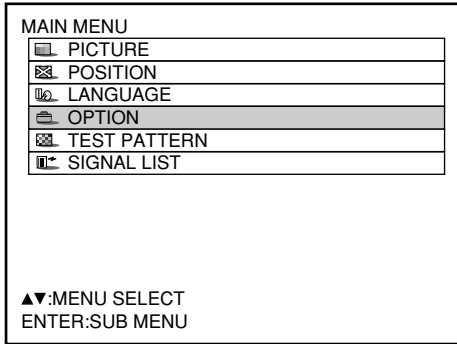 MAIN MENU
PICTURE
POSITION
LANGUAGE
OPTION
TEST PATTERN
SIGNAL LIST
▲▼:MENU SELECT
ENTER:SUB MENU